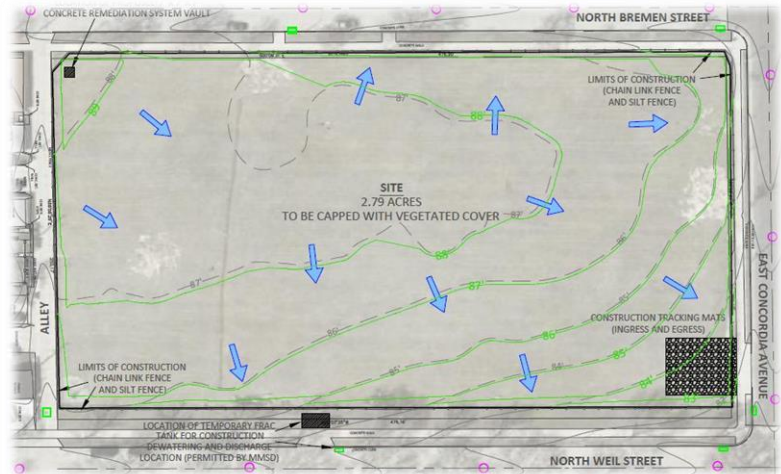 CONCRETE REMEDIATION SYSTEM VAULT
NORTH BREMEN STREET
LIMITS OF CONSTRUCTION
(CHAIN LINK FENCE
AND SILT FENCE)
88'
89
87
88
SITE
2.79 ACRES
TO BE CAPPED WITH VEGETATED COVER
87'
88'
86'
87'
87'
85'
CONSTRUCTION TRACKING MATS
(INGRESS AND EGRESS)
EAST CONCORDIA AVENUE
ALLEY
86'
86'
85'
84'
85'
84'
83'
LIMITS OF CONSTRUCTION
(CHAIN LINK FENCE
AND SILT FENCE)
LOCATION OF TEMPORARY FRAC
TANK FOR CONSTRUCTION
DEWATERING AND DISCHARGE
LOCATION (PERMITTED BY MMSD)
NORTH WEIL STREET